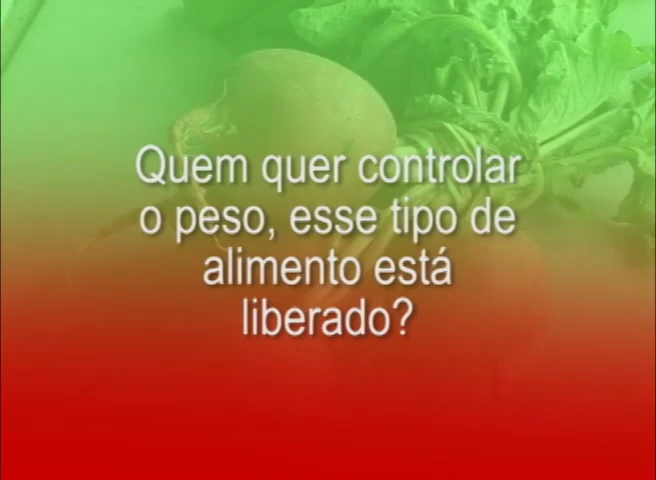 Quem quer controlar
o peso, esse tipo de
alimento está
liberado?